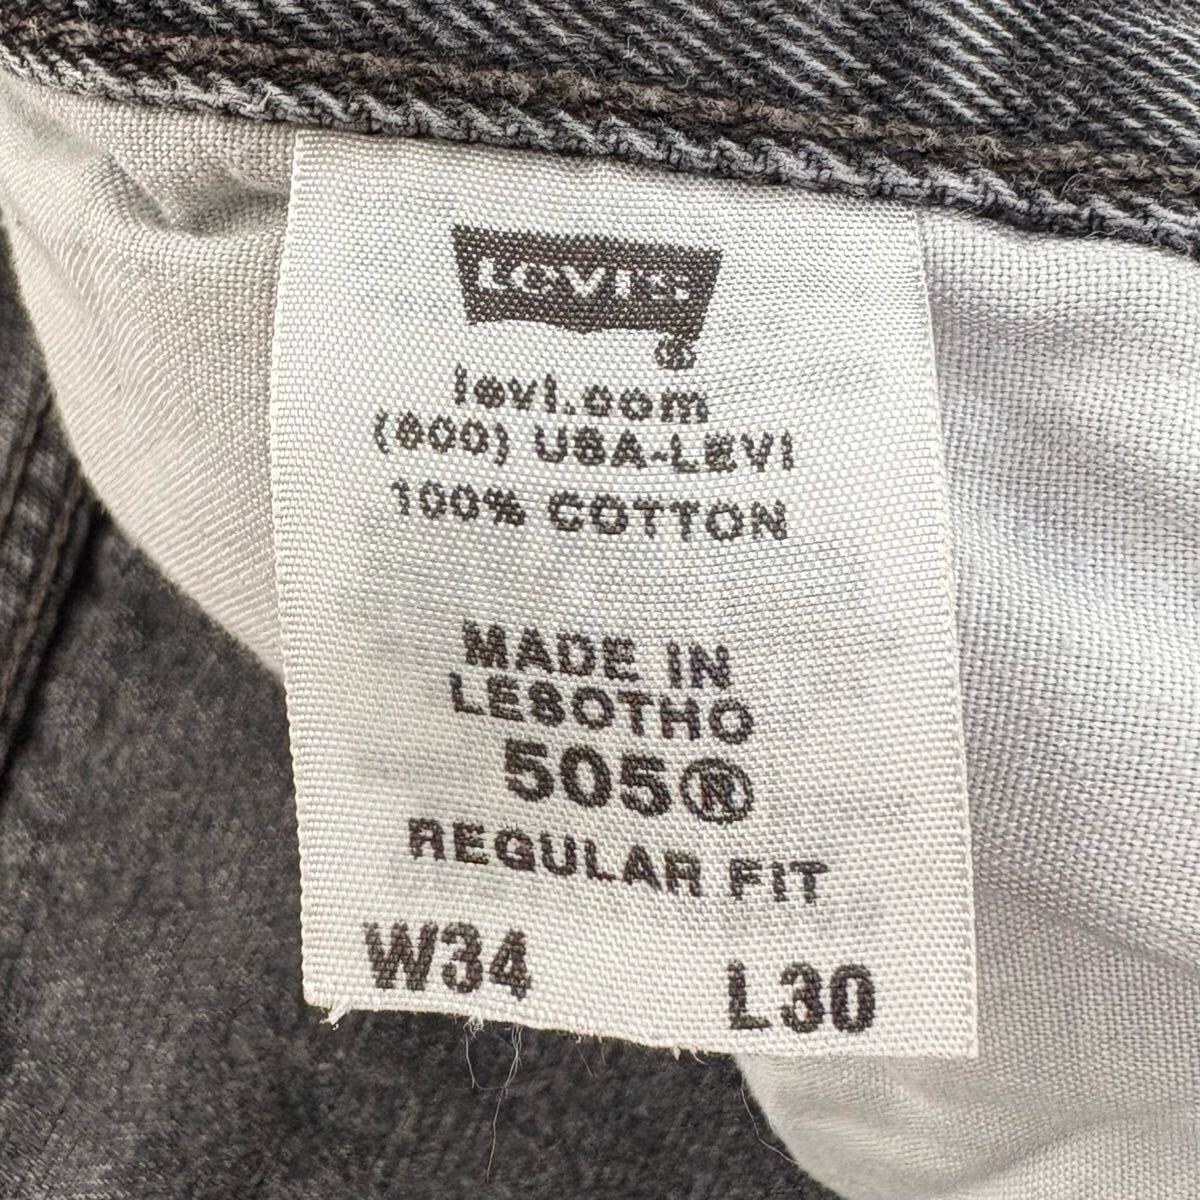 LEVI'S
®
levi.com
(800) USA-LEVI
100% COTTON
MADE IN
LESOTHO
505®
REGULAR FIT
W34 L30